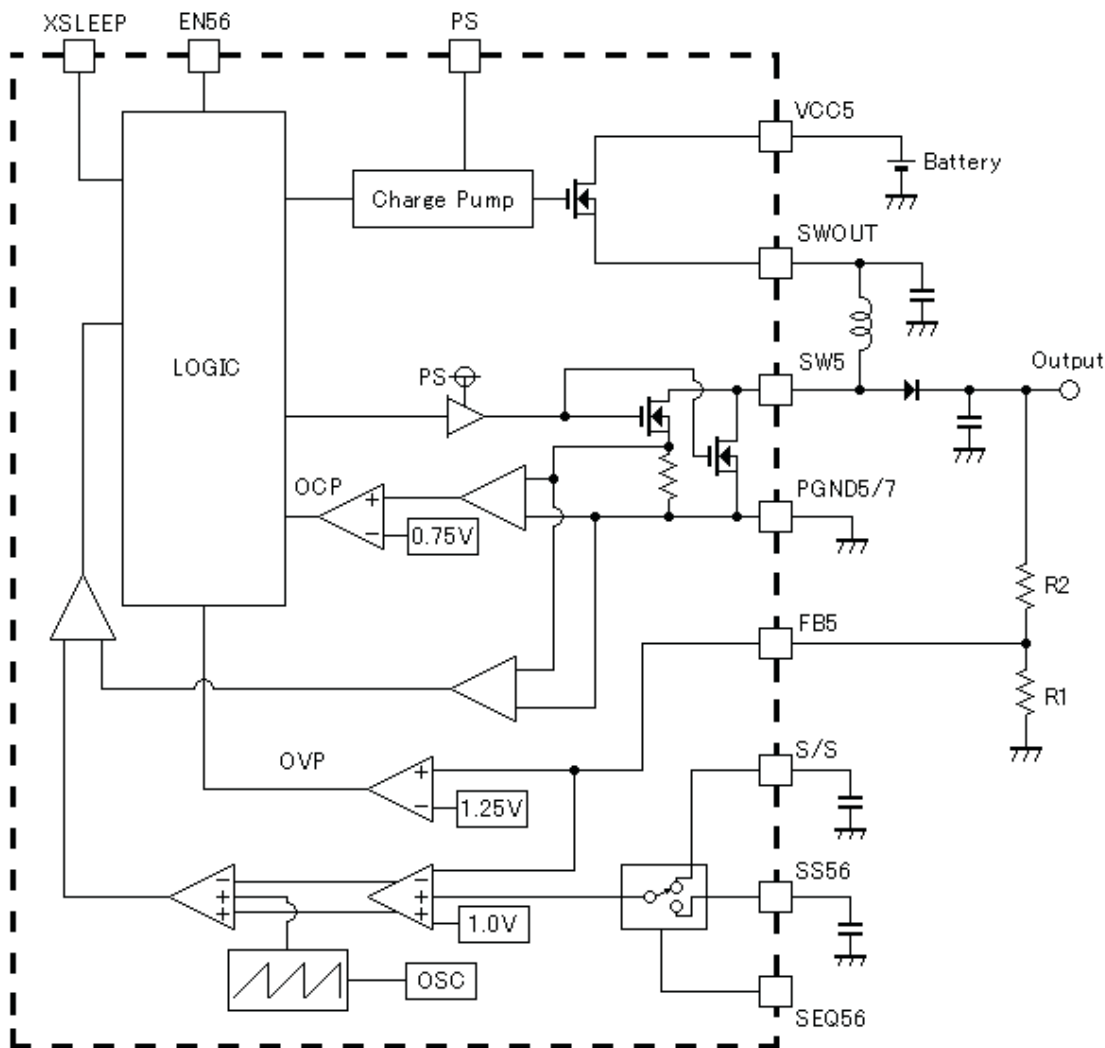 XSLEEP
EN56
PS
VCC5
Battery
Charge Pump
SWOUT
LOGIC
PS
SW5
Output
OCP
+
−
0.75V
PGND5/7
R2
FB5
R1
S/S
OVP
+
−
1.25V
SS56
−
+
+
−
+
+
1.0V
OSC
SEQ56